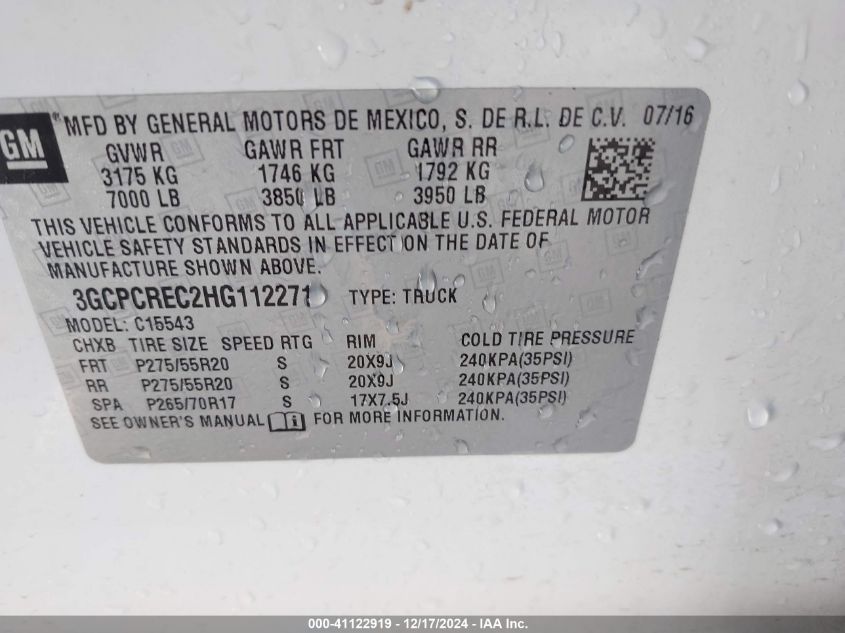 GM ® MFD BY GENERAL MOTORS DE MEXICO, S. DE R.L. DE C.V. 07/16
GVWR GAWR FRT GAWR RR
3175 KG 1746 KG 1792 KG
7000 LB 3850 LB 3950 LB
THIS VEHICLE CONFORMS TO ALL APPLICABLE U.S. FEDERAL MOTOR
VEHICLE SAFETY STANDARDS IN EFFECT ON THE DATE OF
MANUFACTURE SHOWN ABOVE.
3GCPCREC2HG112271 TYPE: TRUCK
MODEL: C15543
CHXB TIRE SIZE SPEED RTG RIM COLD TIRE PRESSURE
FRT P275/55R20 S 20X9J 240KPA(35PSI)
RR P275/55R20 S 20X9J 240KPA(35PSI)
SPA P265/70R17 S 17X7.5J 240KPA(35PSI)
SEE OWNER'S MANUAL i FOR MORE INFORMATION.
000-41122919 - 12/17/2024 - IAA Inc.